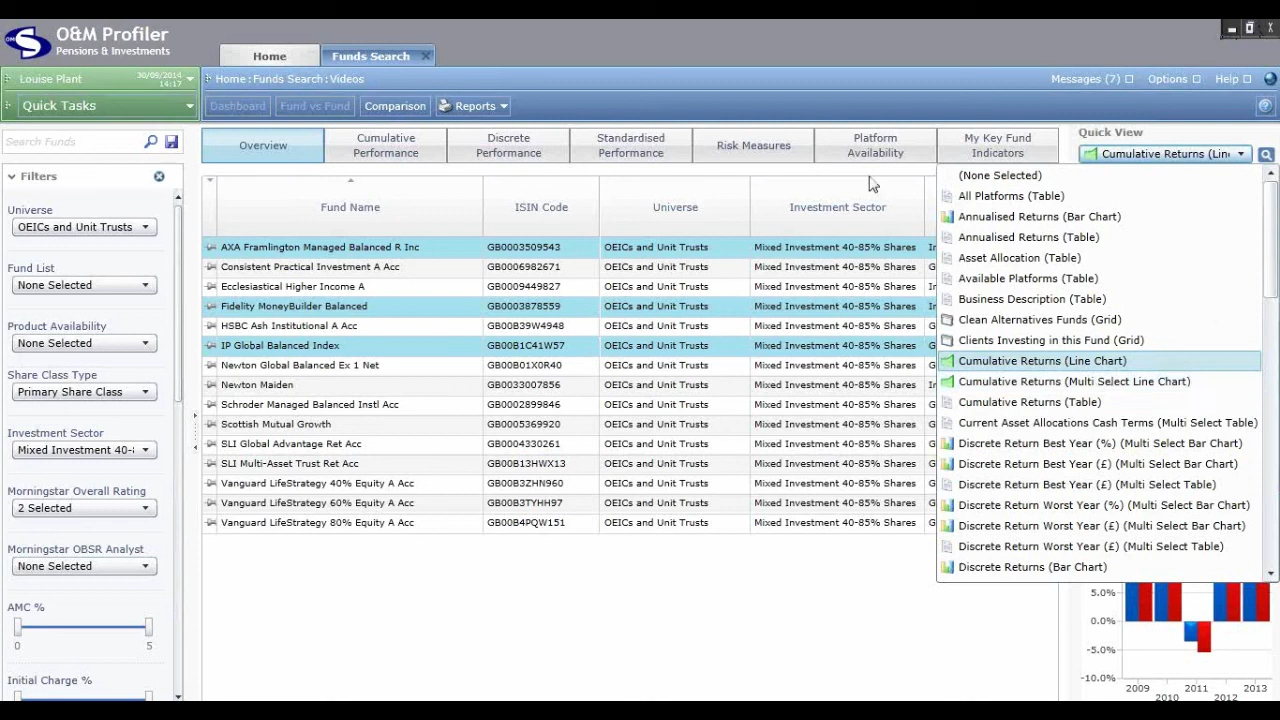 O&M Profiler
Pensions & Investments
Home
Funds Search
Louise Plant
30/09/2014
14:17
Home : Funds Search : Videos
Messages (7)
Options
Help
Quick Tasks
Dashboard
Fund vs Fund
Comparison
Reports
Search Funds
Filters
Universe
OEICs and Unit Trusts
Fund List
None Selected
Product Availability
None Selected
Share Class Type
Primary Share Class
Investment Sector
Mixed Investment 40-
Morningstar Overall Rating
2 Selected
Morningstar OBSR Analyst
None Selected
AMC %
0 5
Initial Charge %
Overview
Cumulative Performance
Discrete Performance
Standardised Performance
Risk Measures
Platform Availability
My Key Fund Indicators
Fund Name ISIN Code Universe Investment Sector
AXA Framlington Managed Balanced R Inc GB0003509543 OEICs and Unit Trusts Mixed Investment 40-85% Shares
Consistent Practical Investment A Acc GB0006982671 OEICs and Unit Trusts Mixed Investment 40-85% Shares
Ecclesiastical Higher Income A GB0009449827 OEICs and Unit Trusts Mixed Investment 40-85% Shares
Fidelity MoneyBuilder Balanced GB0003878559 OEICs and Unit Trusts Mixed Investment 40-85% Shares
HSBC Ash Institutional A Acc GB00B39W4948 OEICs and Unit Trusts Mixed Investment 40-85% Shares
IP Global Balanced Index GB00B1C41W57 OEICs and Unit Trusts Mixed Investment 40-85% Shares
Newton Global Balanced Ex 1 Net GB00B01X0R40 OEICs and Unit Trusts Mixed Investment 40-85% Shares
Newton Maiden GB0033007856 OEICs and Unit Trusts Mixed Investment 40-85% Shares
Schroder Managed Balanced Instl Acc GB0002899846 OEICs and Unit Trusts Mixed Investment 40-85% Shares
Scottish Mutual Growth GB0005369920 OEICs and Unit Trusts Mixed Investment 40-85% Shares
SLI Global Advantage Ret Acc GB0004330261 OEICs and Unit Trusts Mixed Investment 40-85% Shares
SLI Multi-Asset Trust Ret Acc GB00B13HWX13 OEICs and Unit Trusts Mixed Investment 40-85% Shares
Vanguard LifeStrategy 40% Equity A Acc GB00B3ZHN960 OEICs and Unit Trusts Mixed Investment 40-85% Shares
Vanguard LifeStrategy 60% Equity A Acc GB00B3TYHH97 OEICs and Unit Trusts Mixed Investment 40-85% Shares
Vanguard LifeStrategy 80% Equity A Acc GB00B4PQW151 OEICs and Unit Trusts Mixed Investment 40-85% Shares
Quick View
Cumulative Returns (Lin
(None Selected)
All Platforms (Table)
Annualised Returns (Bar Chart)
Annualised Returns (Table)
Asset Allocation (Table)
Available Platforms (Table)
Business Description (Table)
Clean Alternatives Funds (Grid)
Clients Investing in this Fund (Grid)
Cumulative Returns (Line Chart)
Cumulative Returns (Multi Select Line Chart)
Cumulative Returns (Table)
Current Asset Allocations Cash Terms (Multi Select Table)
Discrete Return Best Year (%) (Multi Select Bar Chart)
Discrete Return Best Year (£) (Multi Select Bar Chart)
Discrete Return Best Year (£) (Multi Select Table)
Discrete Return Worst Year (%) (Multi Select Bar Chart)
Discrete Return Worst Year (£) (Multi Select Bar Chart)
Discrete Return Worst Year (£) (Multi Select Table)
Discrete Returns (Bar Chart)
5.0%
0.0%
-5.0%
-10.0%
2009 2010 2011 2012 2013